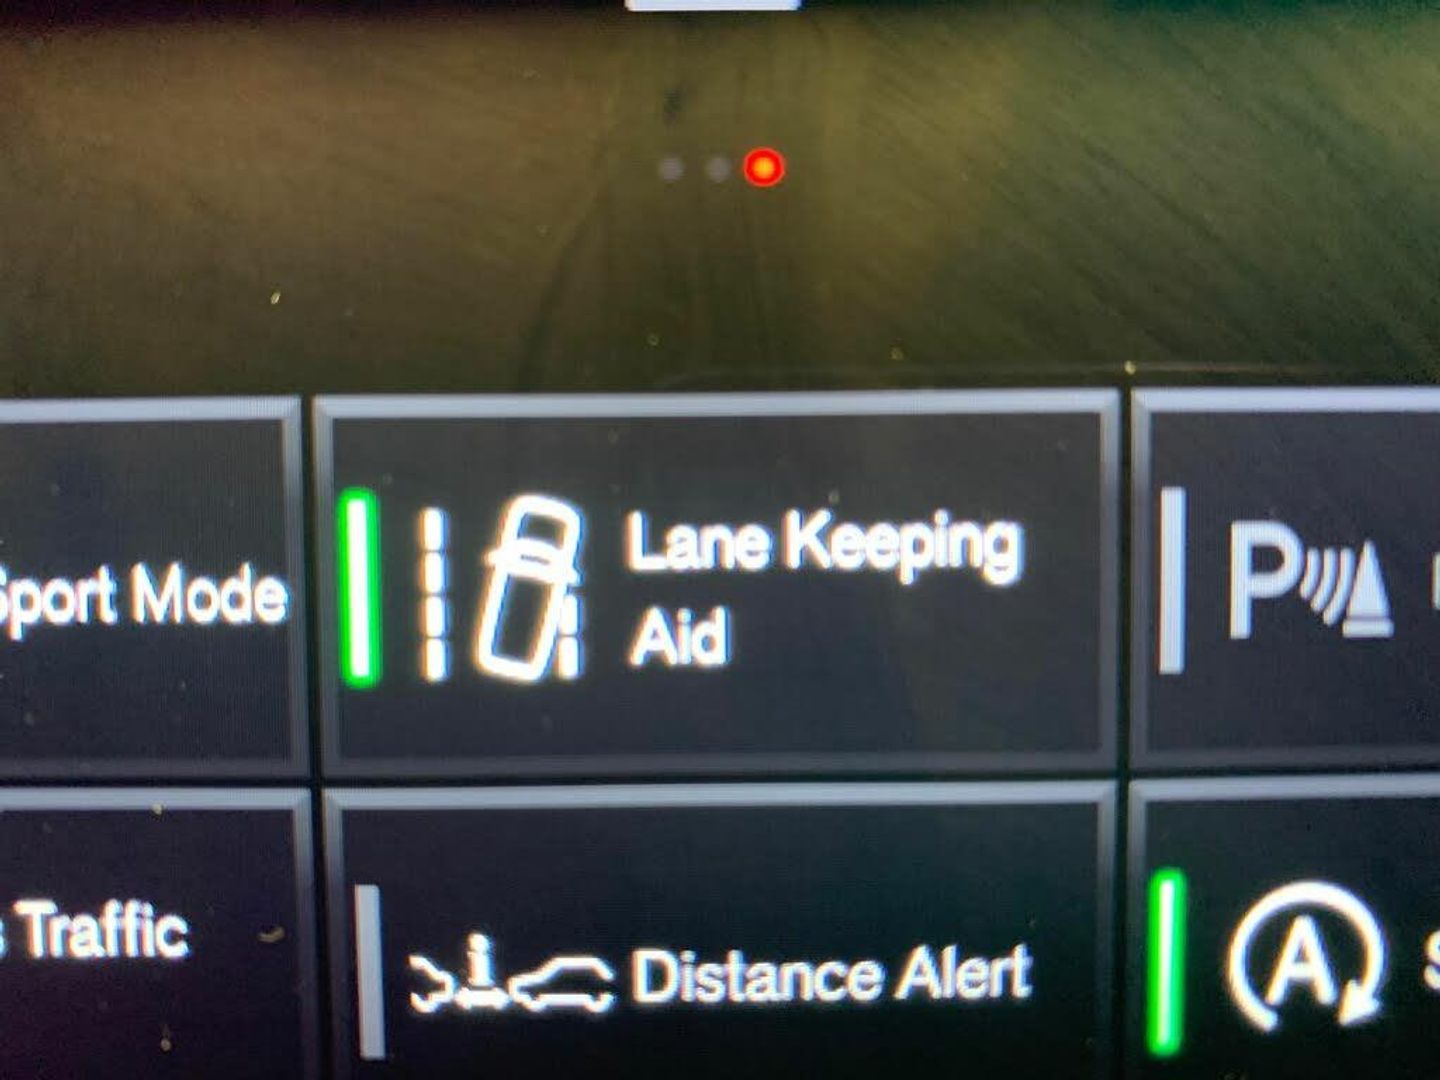 Sport Mode
Lane Keeping
Aid
P
Traffic
Distance Alert
A